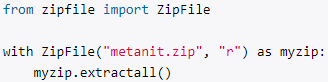 from zipfile import ZipFile
with ZipFile("metanit.zip", "r") as myzip:
    myzip.extractall()